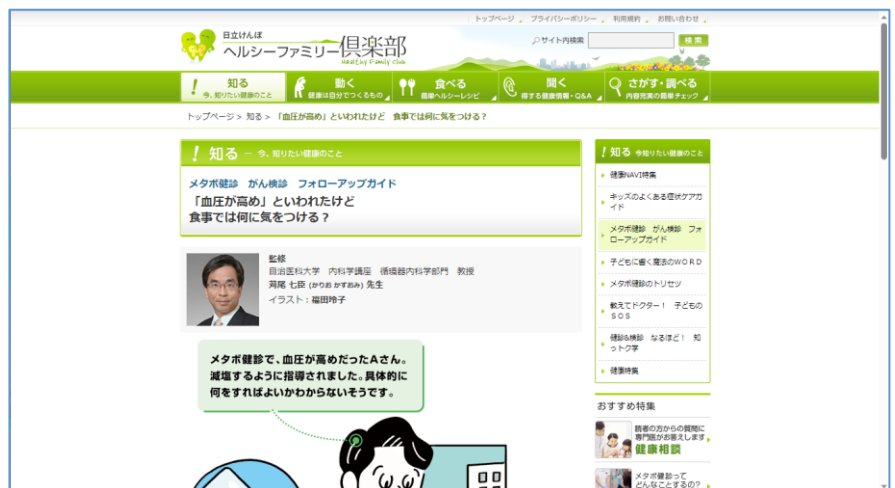 トップページ
プライバシーポリシー
利用規約
お問い合わせ
日立けんぽ
ヘルシーファミリー倶楽部
Healthy Family Club
サイト内検索
検索
知る
今、知りたい健康のこと
動く
健康は自分でつくるもの
食べる
簡単ヘルシーレシピ
聞く
得する健康情報・Q&A
さがす・調べる
内容充実の簡単チェック
トップページ > 知る > 「血圧が高め」といわれたけど 食事では何に気をつける？
知る － 今、知りたい健康のこと
メタボ健診 がん検診 フォローアップガイド
「血圧が高め」といわれたけど
食事では何に気をつける？
監修
自治医科大学 内科学講座 循環器内科学部門 教授
苅尾 七臣 (かりお かずおみ) 先生
イラスト：福田玲子
メタボ健診で、血圧が高めだったAさん。
減塩するように指導されました。具体的に
何をすればよいかわからないそうです。
知る 今知りたい健康のこと
健康NAVI特集
キッズのよくある症状ケアガ
イド
メタボ健診 がん検診 フォ
ローアップガイド
子どもに響く魔法のWORD
メタボ健診のトリセツ
教えてドクター！ 子どもの
SOS
健診&検診 なるほど！ 知
っトク学
健康特集
おすすめ特集
読者の方からの質問に
専門医がお答えします
健康相談
メタボ健診って
どんなことするの？